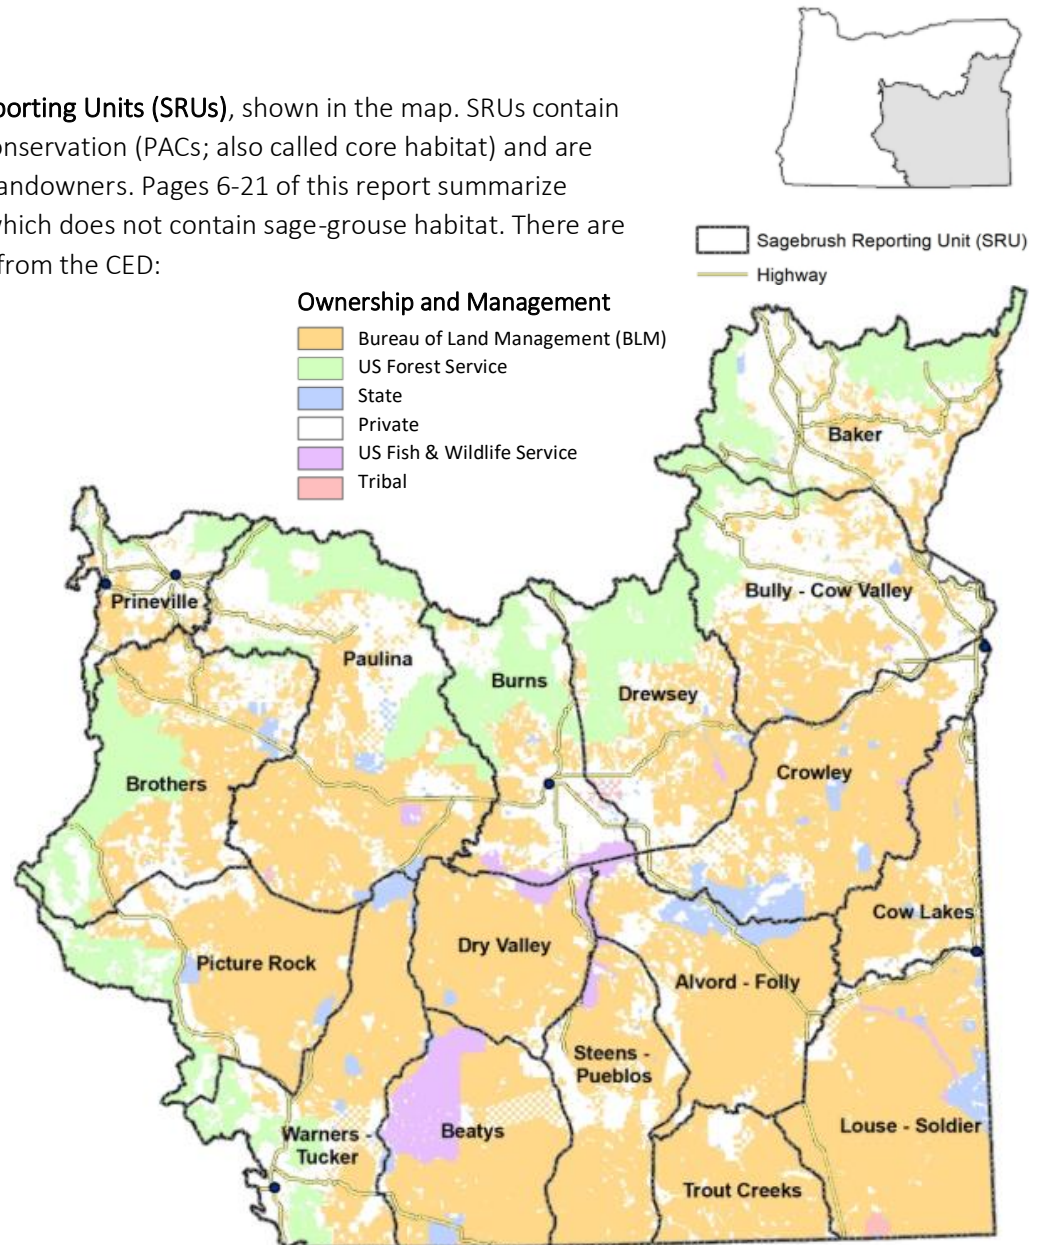 porting Units (SRUs), shown in the map. SRUs contain
onservation (PACs; also called core habitat) and are
andowners. Pages 6-21 of this report summarize
which does not contain sage-grouse habitat. There are
from the CED:
Sagebrush Reporting Unit (SRU)
Highway
Ownership and Management
Bureau of Land Management (BLM)
US Forest Service
State
Private
US Fish & Wildlife Service
Tribal
Baker
Bully - Cow Valley
Prineville
Paulina
Burns
Drewsey
Brothers
Crowley
Cow Lakes
Picture Rock
Dry Valley
Alvord - Folly
Steens -
Pueblos
Warners -
Tucker
Beatys
Louse - Soldier
Trout Creeks